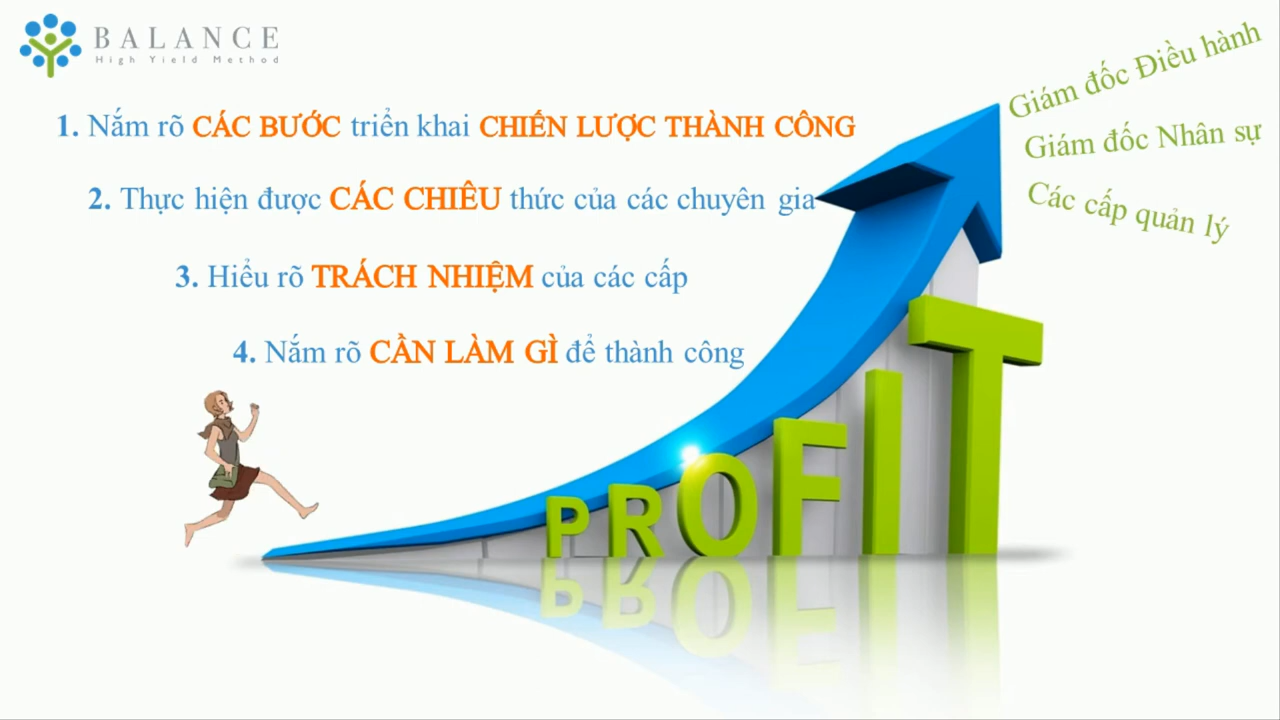 BALANCE
High Yield Method
Giám đốc Điều hành
Giám đốc Nhân sự
Các cấp quản lý
1. Nắm rõ CÁC BƯỚC triển khai CHIẾN LƯỢC THÀNH CÔNG
2. Thực hiện được CÁC CHIÊU thức của các chuyên gia
3. Hiểu rõ TRÁCH NHIỆM của các cấp
4. Nắm rõ CẦN LÀM GÌ để thành công
PROFIT